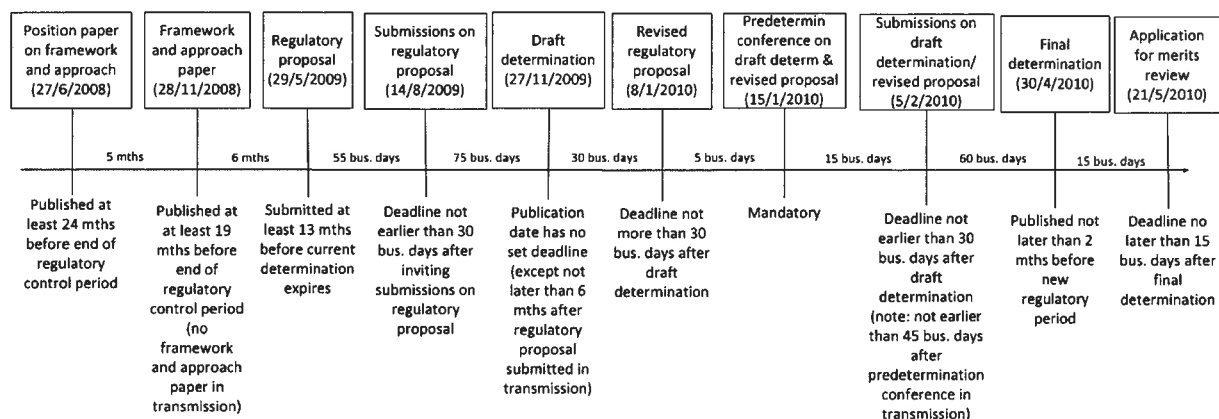 Position paper
on framework
and approach
(27/6/2008)
Framework
and approach
paper
(28/11/2008)
Regulatory
proposal
(29/5/2009)
Submissions on
regulatory
proposal
(14/8/2009)
Draft
determination
(27/11/2009)
Revised
regulatory
proposal
(8/1/2010)
Predetermin
conference on
draft determ &
revised proposal
(15/1/2010)
Submissions on
draft
determination/
revised proposal
(5/2/2010)
Final
determination
(30/4/2010)
Application
for merits
review
(21/5/2010)
5 mths
6 mths
55 bus. days
75 bus. days
30 bus. days
5 bus. days
15 bus. days
60 bus. days
15 bus. days
Published at
least 24 mths
before end of
regulatory
control period
Published at
at least 19
mths before
end of
regulatory
control period
(no
framework
and approach
paper in
transmission)
Submitted at
least 13 mths
before current
determination
expires
Deadline not
earlier than 30
bus. days after
inviting
submissions on
regulatory
proposal
Publication
date has no
set deadline
(except not
later than 6
mths after
regulatory
proposal
submitted in
transmission)
Deadline not
more than 30
bus. days after
draft
determination
Mandatory
Deadline not
earlier than 30
bus. days after
draft
determination
(note: not earlier
than 45 bus. days
after
predetermination
conference in
transmission)
Published not
later than 2
mths before
new
regulatory
period
Deadline no
later than 15
bus. days after
final
determination